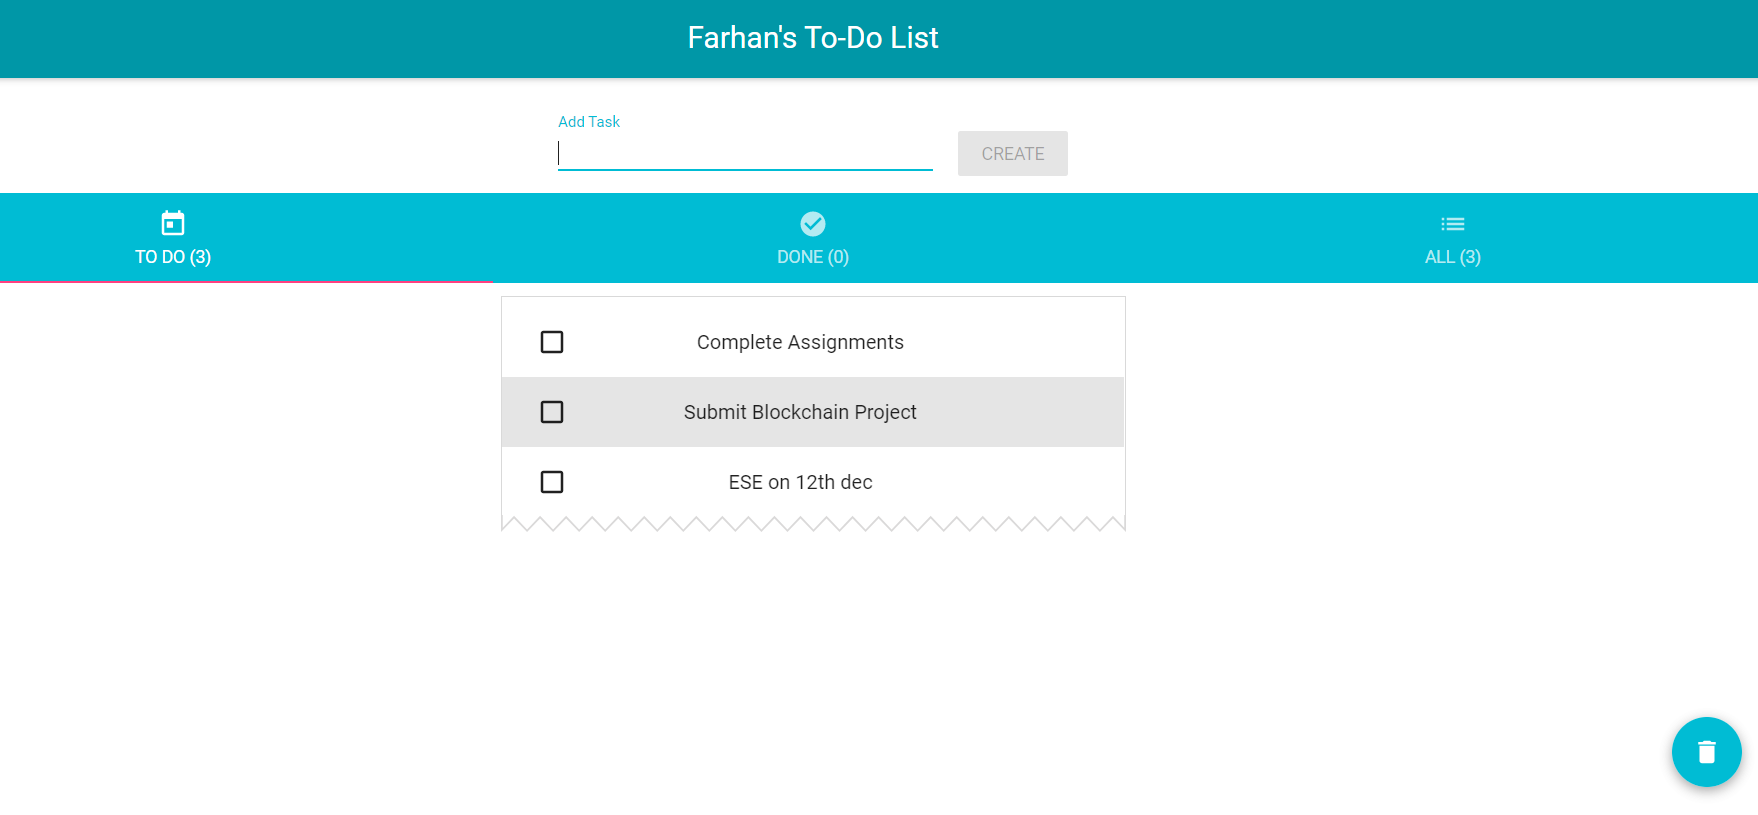 Farhan's To-Do List
Add Task
CREATE
TO DO (3)
DONE (0)
ALL (3)
Complete Assignments
Submit Blockchain Project
ESE on 12th dec